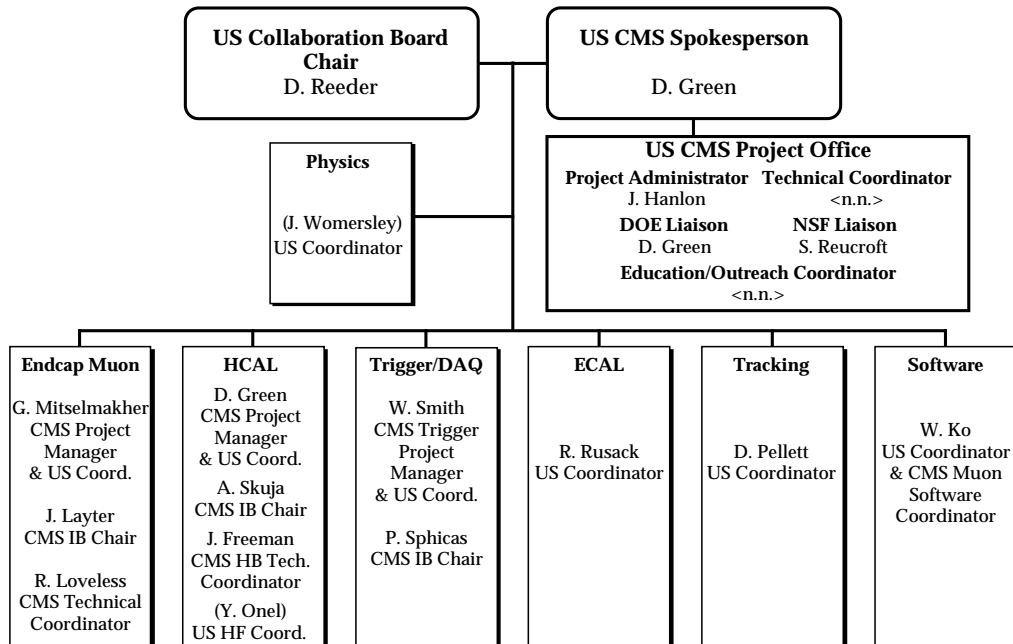 US Collaboration Board
Chair
D. Reeder
US CMS Spokesperson
D. Green
Physics
(J. Womersley)
US Coordinator
US CMS Project Office
Project Administrator Technical Coordinator
J. Hanlon <n.n.>
DOE Liaison NSF Liaison
D. Green S. Reucroft
Education/Outreach Coordinator
<n.n.>
Endcap Muon
G. Mitselmakher
CMS Project
Manager
& US Coord.
J. Layter
CMS IB Chair
R. Loveless
CMS Technical
Coordinator
HCAL
D. Green
CMS Project
Manager
& US Coord.
A. Skuja
CMS IB Chair
J. Freeman
CMS HB Tech.
Coordinator
(Y. Onel)
US HF Coord.
Trigger/DAQ
W. Smith
CMS Trigger
Project
Manager
& US Coord.
P. Sphicas
CMS IB Chair
ECAL
R. Rusack
US Coordinator
Tracking
D. Pellett
US Coordinator
Software
W. Ko
US Coordinator
& CMS Muon
Software
Coordinator